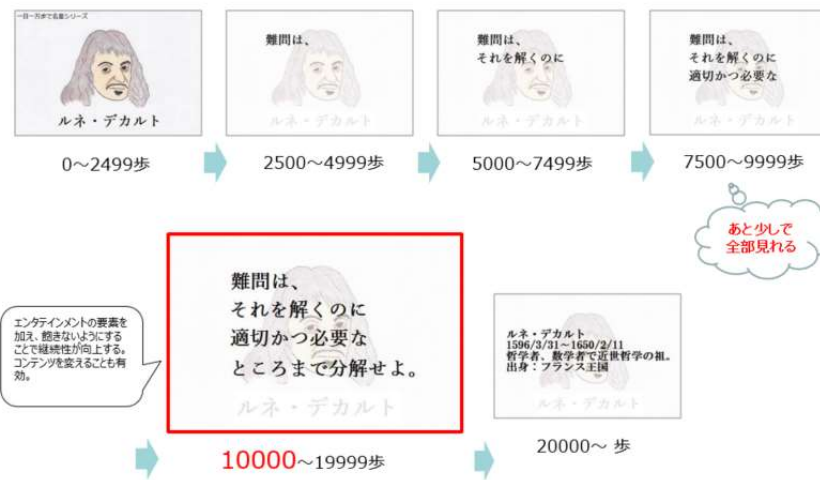 一日一万歩で名言シリーズ
ルネ・デカルト
0～2499歩
難問は、
ルネ・デカルト
2500～4999歩
難問は、
それを解くのに
ルネ・デカルト
5000～7499歩
難問は、
それを解くのに
適切かつ必要な
ルネ・デカルト
7500～9999歩
あと少しで
全部見れる
エンタテインメントの要素を
加え、飽きないようにする
ことで継続性が向上する。
コンテンツを変えることも有
効。
難問は、
それを解くのに
適切かつ必要な
ところまで分解せよ。
ルネ・デカルト
10000～19999歩
ルネ・デカルト
1596/3/31～1650/2/11
哲学者、数学者で近世哲学の祖。
出身：フランス王国
ルネ・デカルト
20000～ 歩